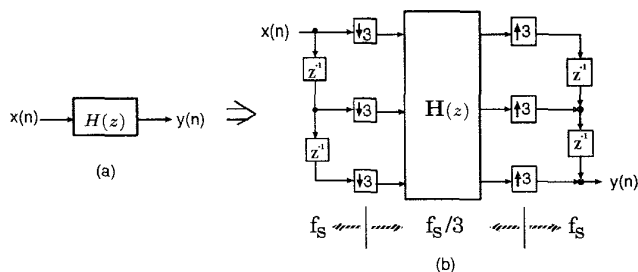 x(n)
↓3
↑3
z⁻¹
z⁻¹
x(n)
H(z)
y(n)
↓3
H(z)
↑3
z⁻¹
z⁻¹
(a)
↓3
↑3
y(n)
fs
fs/3
fs
(b)